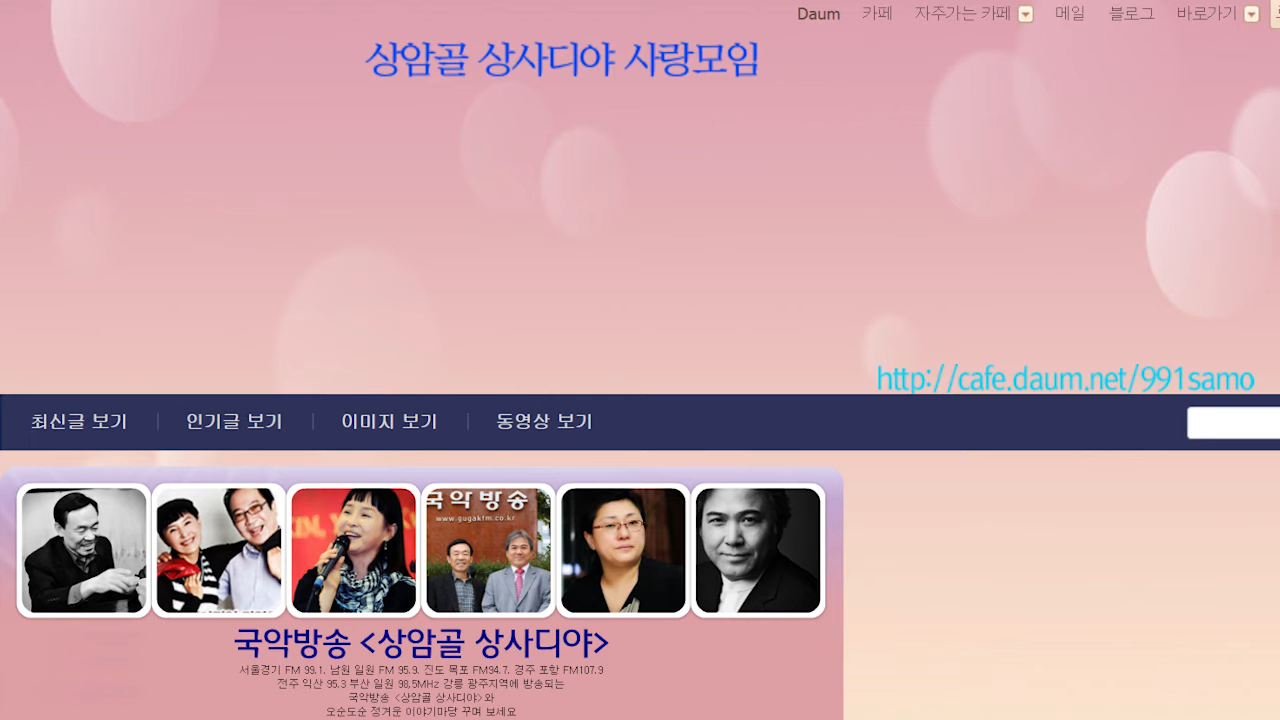 Daum 카페 자주가는 카페 메일 블로그 바로가기
상암골 상사디야 사랑모임
http://cafe.daum.net/991samo
최신글 보기 인기글 보기 이미지 보기 동영상 보기
국악방송
www.gugakfm.co.kr
국악방송 <상암골 상사디야>
서울경기 FM 99.1, 남원 일원 FM 95.9, 진도 목포 FM94.7, 경주 포항 FM107.9
전주 익산 95.3 부산 일원 98.5MHz 강릉 광주지역에 방송되는
국악방송 <상암골 상사디야>와
오순도순 정겨운 이야기마당 꾸며 보세요